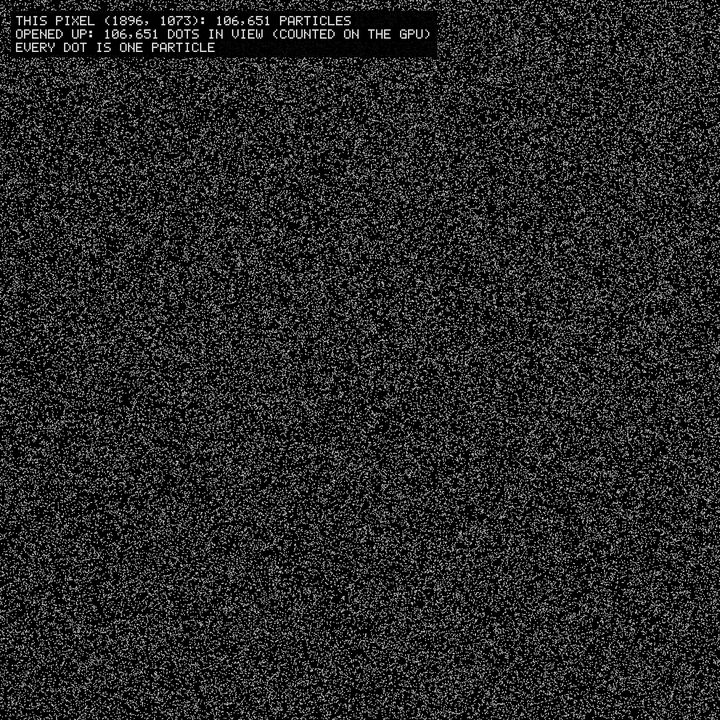 THIS PIXEL (1896, 1073): 106,651 PARTICLES
OPENED UP: 106,651 DOTS IN VIEW (COUNTED ON THE GPU)
EVERY DOT IS ONE PARTICLE